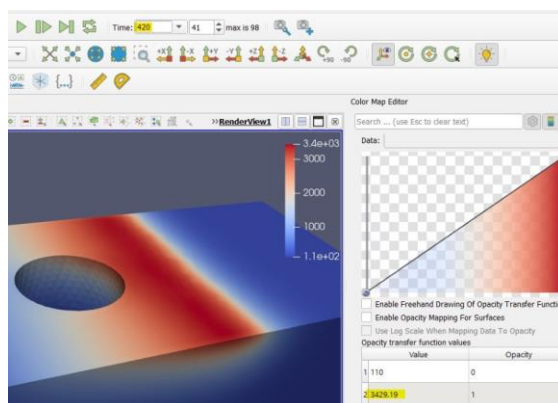 Time: 420 41 max is 98
+X -X +Y -Y +Z -Z +90 -90
{...}
>>RenderView1
Color Map Editor
Search ... (use Esc to clear text)
Data:
3.4e+03
3000
2000
1000
1.1e+02
Enable Freehand Drawing Of Opacity Transfer Functi
Enable Opacity Mapping For Surfaces
Use Log Scale When Mapping Data To Opacity
Opacity transfer function values
Value Opacity
1 110 0
2 3429.19 1